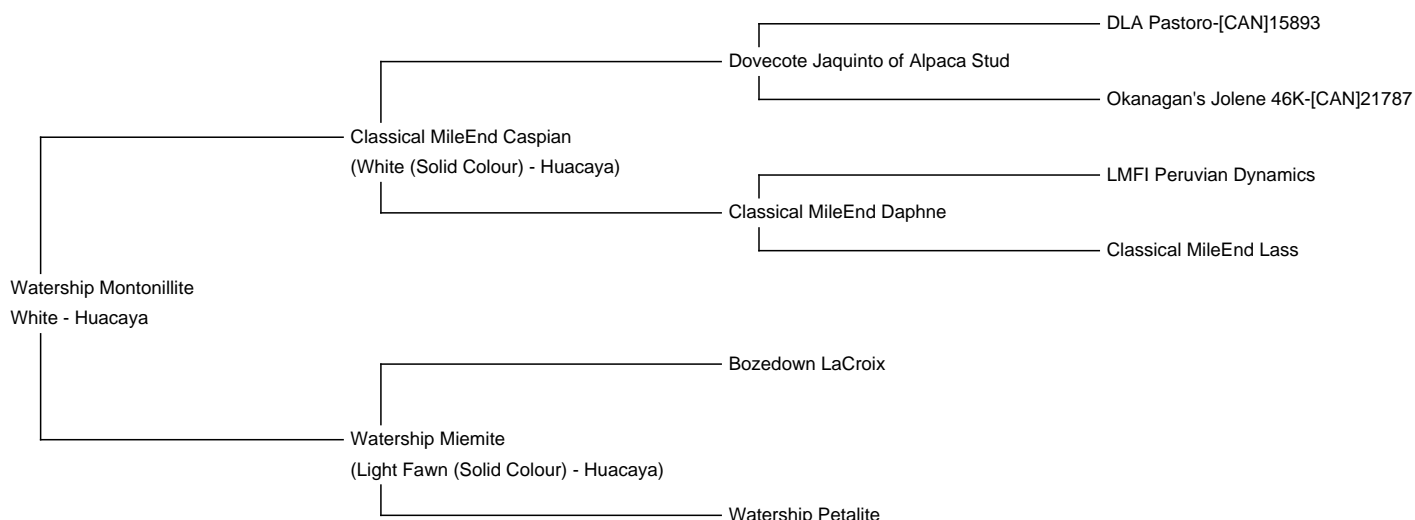 DLA Pastoro-[CAN]15893
Dovecote Jaquinto of Alpaca Stud
Okanagan's Jolene 46K-[CAN]21787
Classical MileEnd Caspian
(White (Solid Colour) - Huacaya)
LMFI Peruvian Dynamics
Classical MileEnd Daphne
Classical MileEnd Lass
Watership Montonillite
White - Huacaya
Bozedown LaCroix
Watership Miemite
(Light Fawn (Solid Colour) - Huacaya)
Watership Petalite